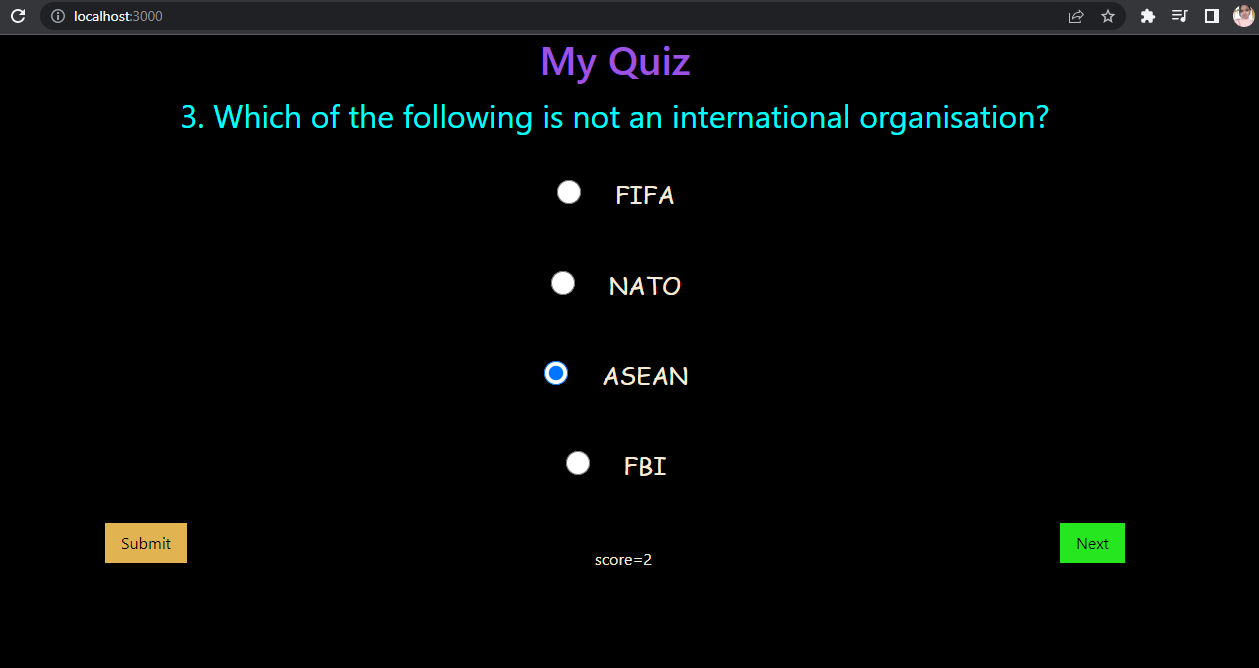 localhost:3000
My Quiz
3. Which of the following is not an international organisation?
FIFA
NATO
ASEAN
FBI
Submit
Next
score=2